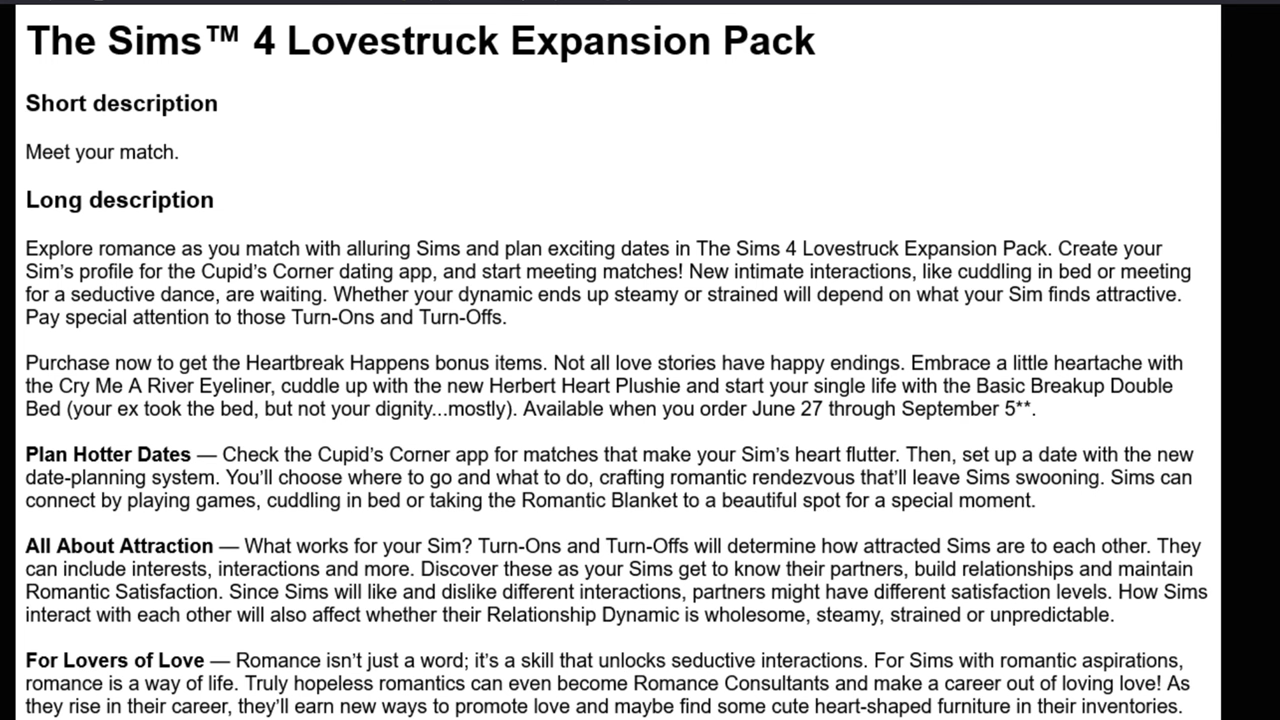 The Sims™ 4 Lovestruck Expansion Pack
Short description
Meet your match.
Long description
Explore romance as you match with alluring Sims and plan exciting dates in The Sims 4 Lovestruck Expansion Pack. Create your
Sim’s profile for the Cupid’s Corner dating app, and start meeting matches! New intimate interactions, like cuddling in bed or meeting
for a seductive dance, are waiting. Whether your dynamic ends up steamy or strained will depend on what your Sim finds attractive.
Pay special attention to those Turn-Ons and Turn-Offs.
Purchase now to get the Heartbreak Happens bonus items. Not all love stories have happy endings. Embrace a little heartache with
the Cry Me A River Eyeliner, cuddle up with the new Herbert Heart Plushie and start your single life with the Basic Breakup Double
Bed (your ex took the bed, but not your dignity...mostly). Available when you order June 27 through September 5**.
Plan Hotter Dates — Check the Cupid’s Corner app for matches that make your Sim’s heart flutter. Then, set up a date with the new
date-planning system. You’ll choose where to go and what to do, crafting romantic rendezvous that’ll leave Sims swooning. Sims can
connect by playing games, cuddling in bed or taking the Romantic Blanket to a beautiful spot for a special moment.
All About Attraction — What works for your Sim? Turn-Ons and Turn-Offs will determine how attracted Sims are to each other. They
can include interests, interactions and more. Discover these as your Sims get to know their partners, build relationships and maintain
Romantic Satisfaction. Since Sims will like and dislike different interactions, partners might have different satisfaction levels. How Sims
interact with each other will also affect whether their Relationship Dynamic is wholesome, steamy, strained or unpredictable.
For Lovers of Love — Romance isn’t just a word; it’s a skill that unlocks seductive interactions. For Sims with romantic aspirations,
romance is a way of life. Truly hopeless romantics can even become Romance Consultants and make a career out of loving love! As
they rise in their career, they’ll earn new ways to promote love and maybe find some cute heart-shaped furniture in their inventories.